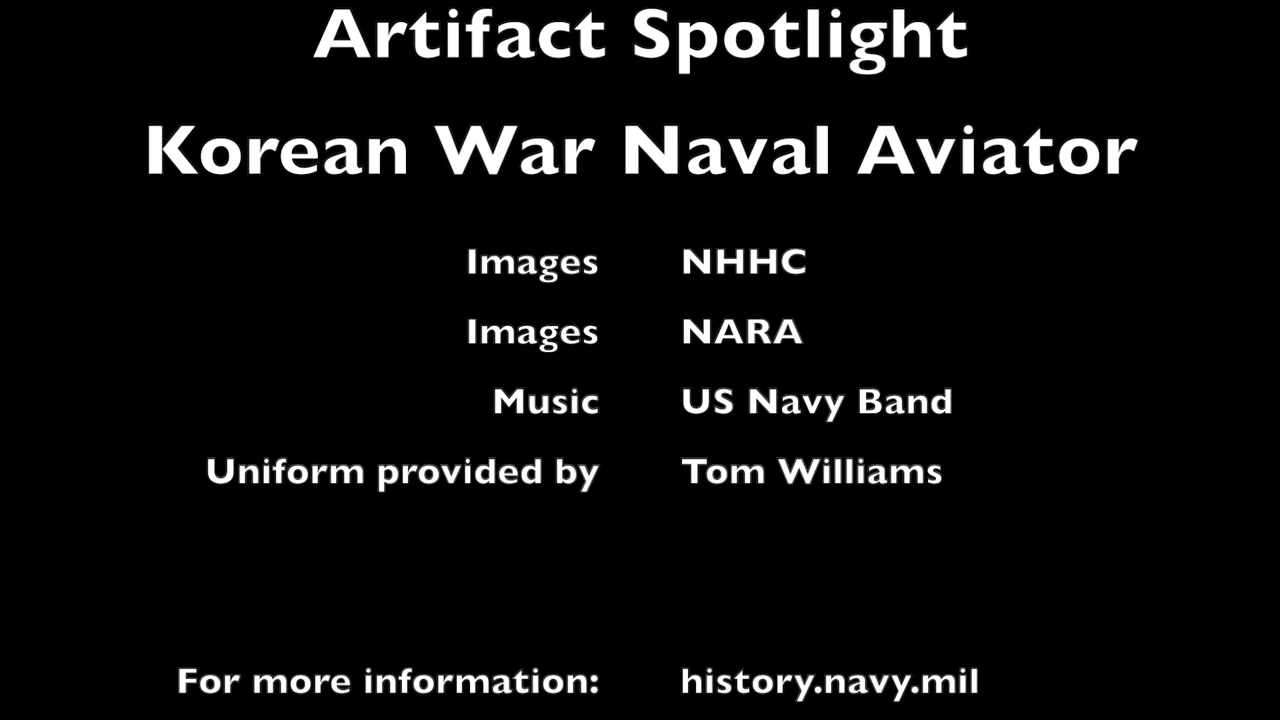 Artifact Spotlight
Korean War Naval Aviator
Images NHHC
Images NARA
Music US Navy Band
Uniform provided by Tom Williams
For more information: history.navy.mil